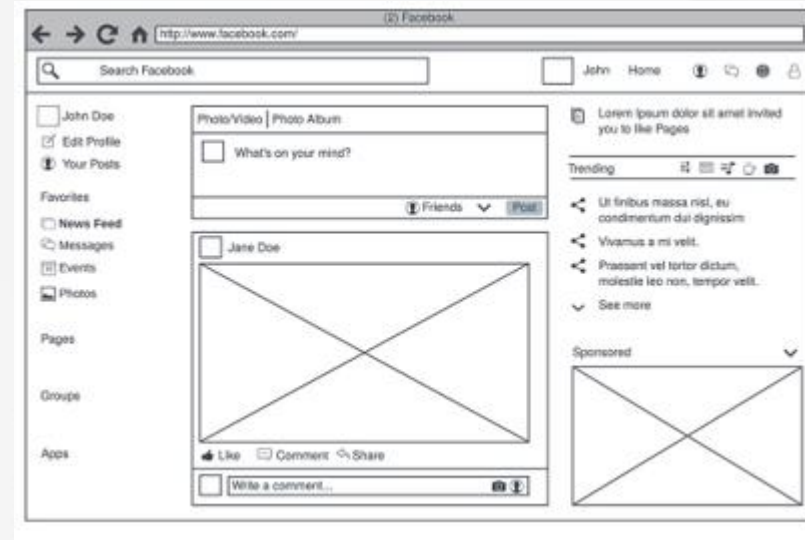 (2) Facebook
http://www.facebook.com/
Search Facebook
John Home
John Doe
Edit Profile
Your Posts
Favorites
News Feed
Messages
Events
Photos
Pages
Groups
Apps
Photo/Video Photo Album
What's on your mind?
Friends Post
Jane Doe
Like Comment Share
Write a comment...
Lorem Ipsum dolor sit amet invited
you to like Pages
Trending
Ut finibus massa nisl, eu
condimentum dui dignissim
Vivamus a mi velit.
Praesent vel tortor dictum,
molestie leo non, tempor velit.
See more
Sponsored